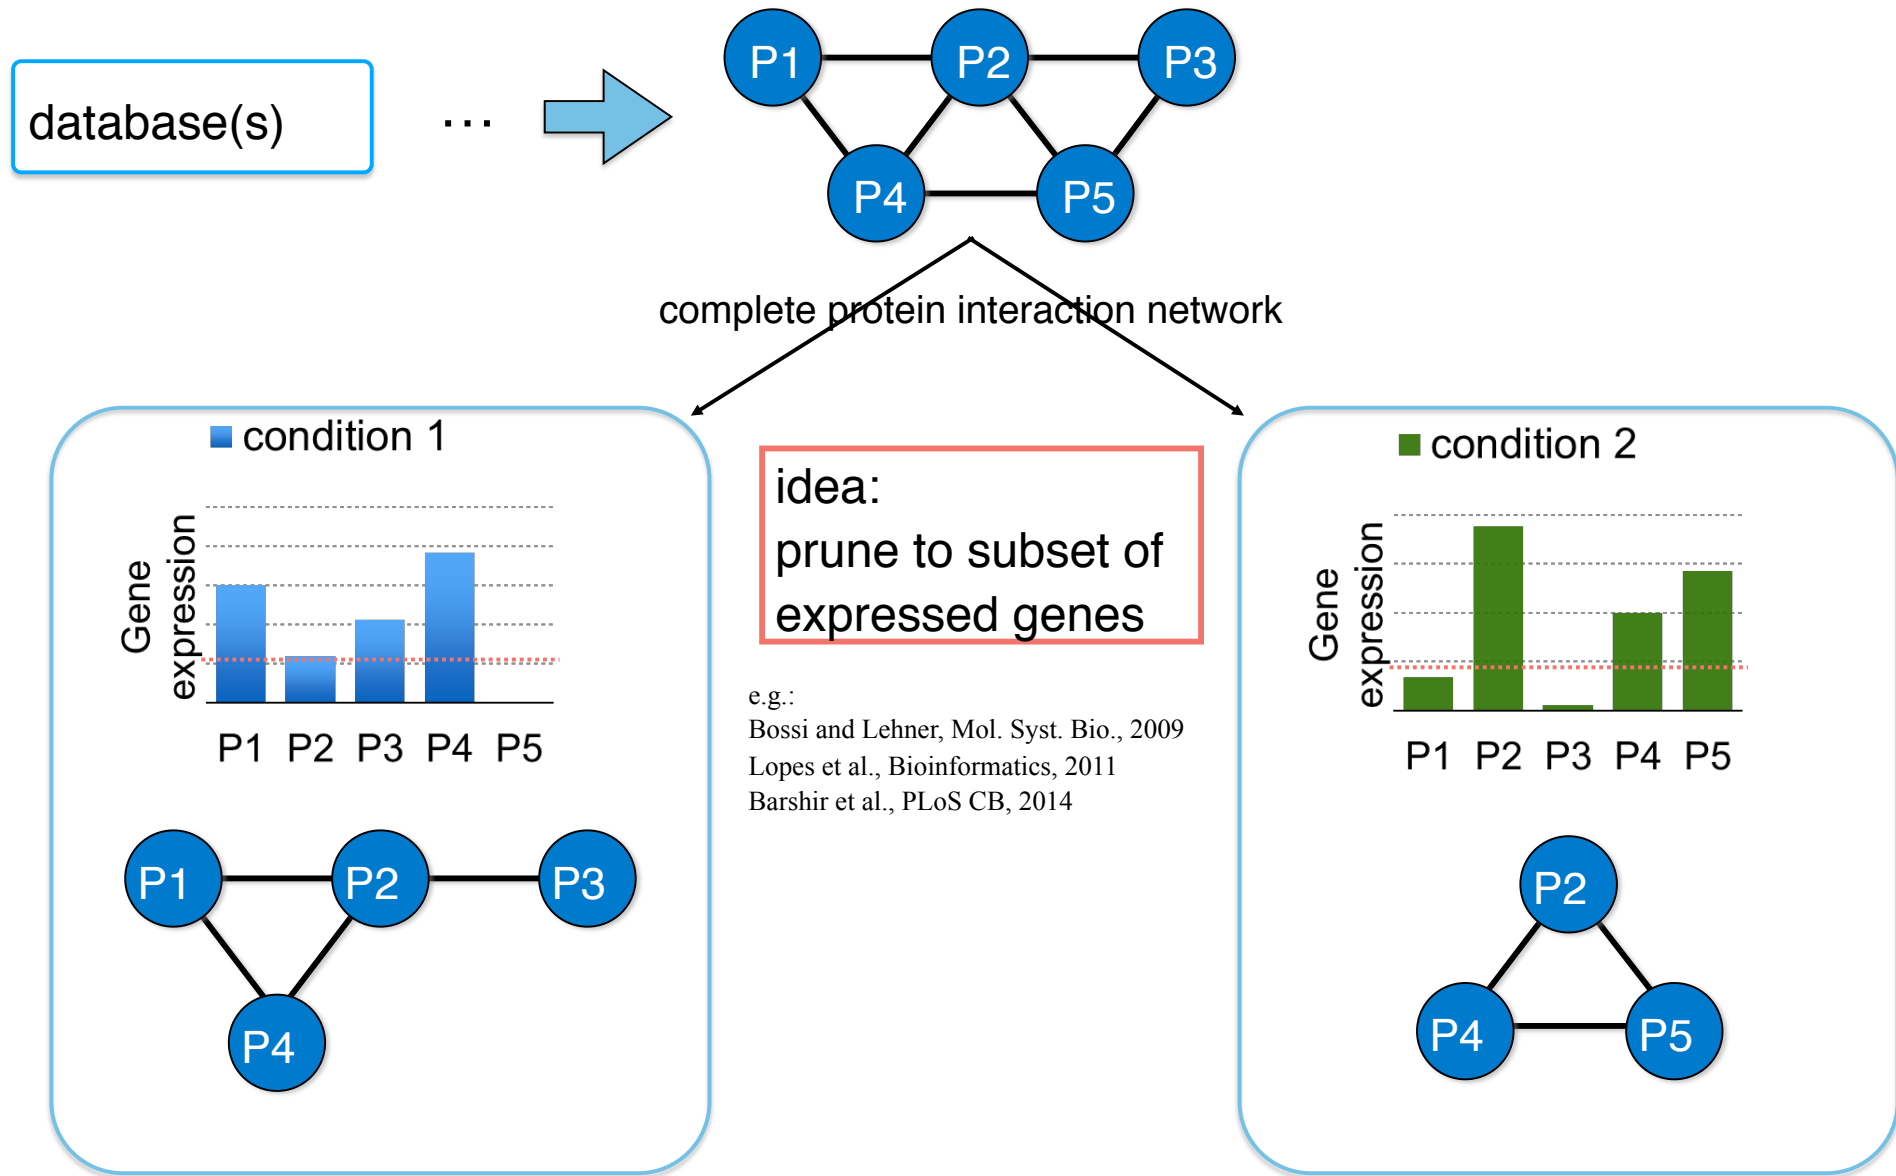 database(s)
...
P1
P2
P3
P4
P5
complete protein interaction network
condition 1
Gene
expression
P1 P2 P3 P4 P5
P1
P2
P3
P4
idea:
prune to subset of
expressed genes
e.g.:
Bossi and Lehner, Mol. Syst. Bio., 2009
Lopes et al., Bioinformatics, 2011
Barshir et al., PLoS CB, 2014
condition 2
Gene
expression
P1 P2 P3 P4 P5
P2
P4
P5